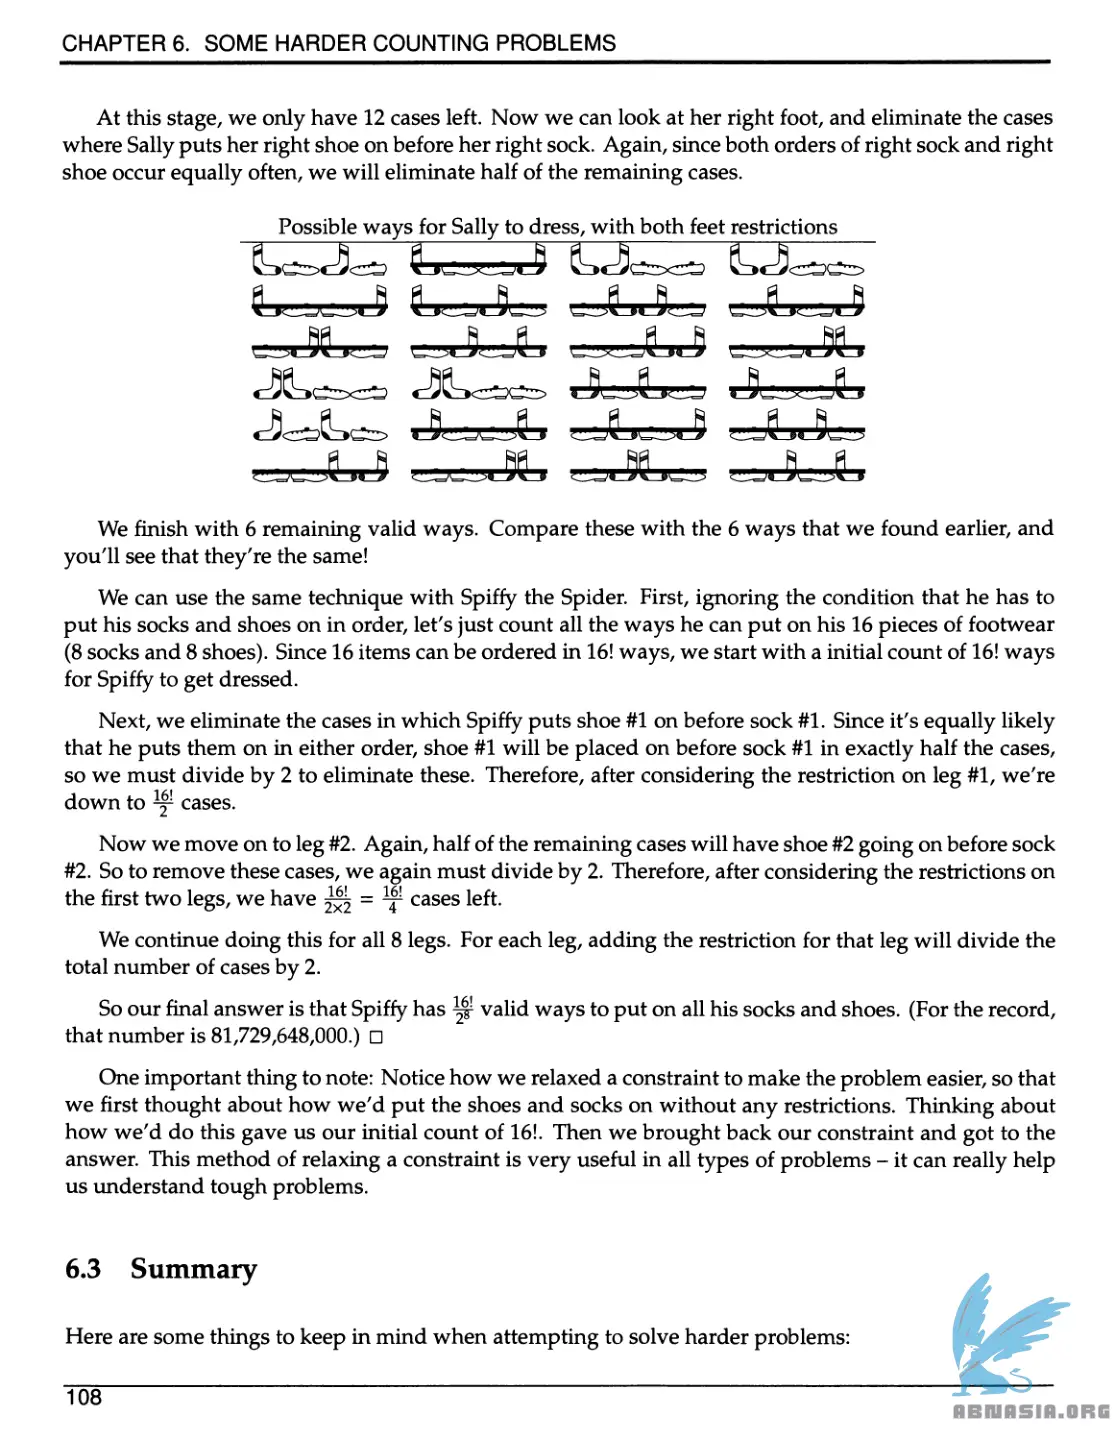 CHAPTER 6. SOME HARDER COUNTING PROBLEMS
At this stage, we only have 12 cases left. Now we can look at her right foot, and eliminate the cases
where Sally puts her right shoe on before her right sock. Again, since both orders of right sock and right
shoe occur equally often, we will eliminate half of the remaining cases.
Possible ways for Sally to dress, with both feet restrictions
We finish with 6 remaining valid ways. Compare these with the 6 ways that we found earlier, and
you'll see that they're the same!
We can use the same technique with Spiffy the Spider. First, ignoring the condition that he has to
put his socks and shoes on in order, let's just count all the ways he can put on his 16 pieces of footwear
(8 socks and 8 shoes). Since 16 items can be ordered in 16! ways, we start with a initial count of 16! ways
for Spiffy to get dressed.
Next, we eliminate the cases in which Spiffy puts shoe #1 on before sock #1. Since it's equally likely
that he puts them on in either order, shoe #1 will be placed on before sock #1 in exactly half the cases,
so we must divide by 2 to eliminate these. Therefore, after considering the restriction on leg #1, we're
down to 16!/2 cases.
Now we move on to leg #2. Again, half of the remaining cases will have shoe #2 going on before sock
#2. So to remove these cases, we again must divide by 2. Therefore, after considering the restrictions on
the first two legs, we have 16!/2×2 = 16!/4 cases left.
We continue doing this for all 8 legs. For each leg, adding the restriction for that leg will divide the
total number of cases by 2.
So our final answer is that Spiffy has 16!/2⁸ valid ways to put on all his socks and shoes. (For the record,
that number is 81,729,648,000.) □
One important thing to note: Notice how we relaxed a constraint to make the problem easier, so that
we first thought about how we'd put the shoes and socks on without any restrictions. Thinking about
how we'd do this gave us our initial count of 16!. Then we brought back our constraint and got to the
answer. This method of relaxing a constraint is very useful in all types of problems – it can really help
us understand tough problems.
6.3 Summary
Here are some things to keep in mind when attempting to solve harder problems:
108
ABNASIA.ORG